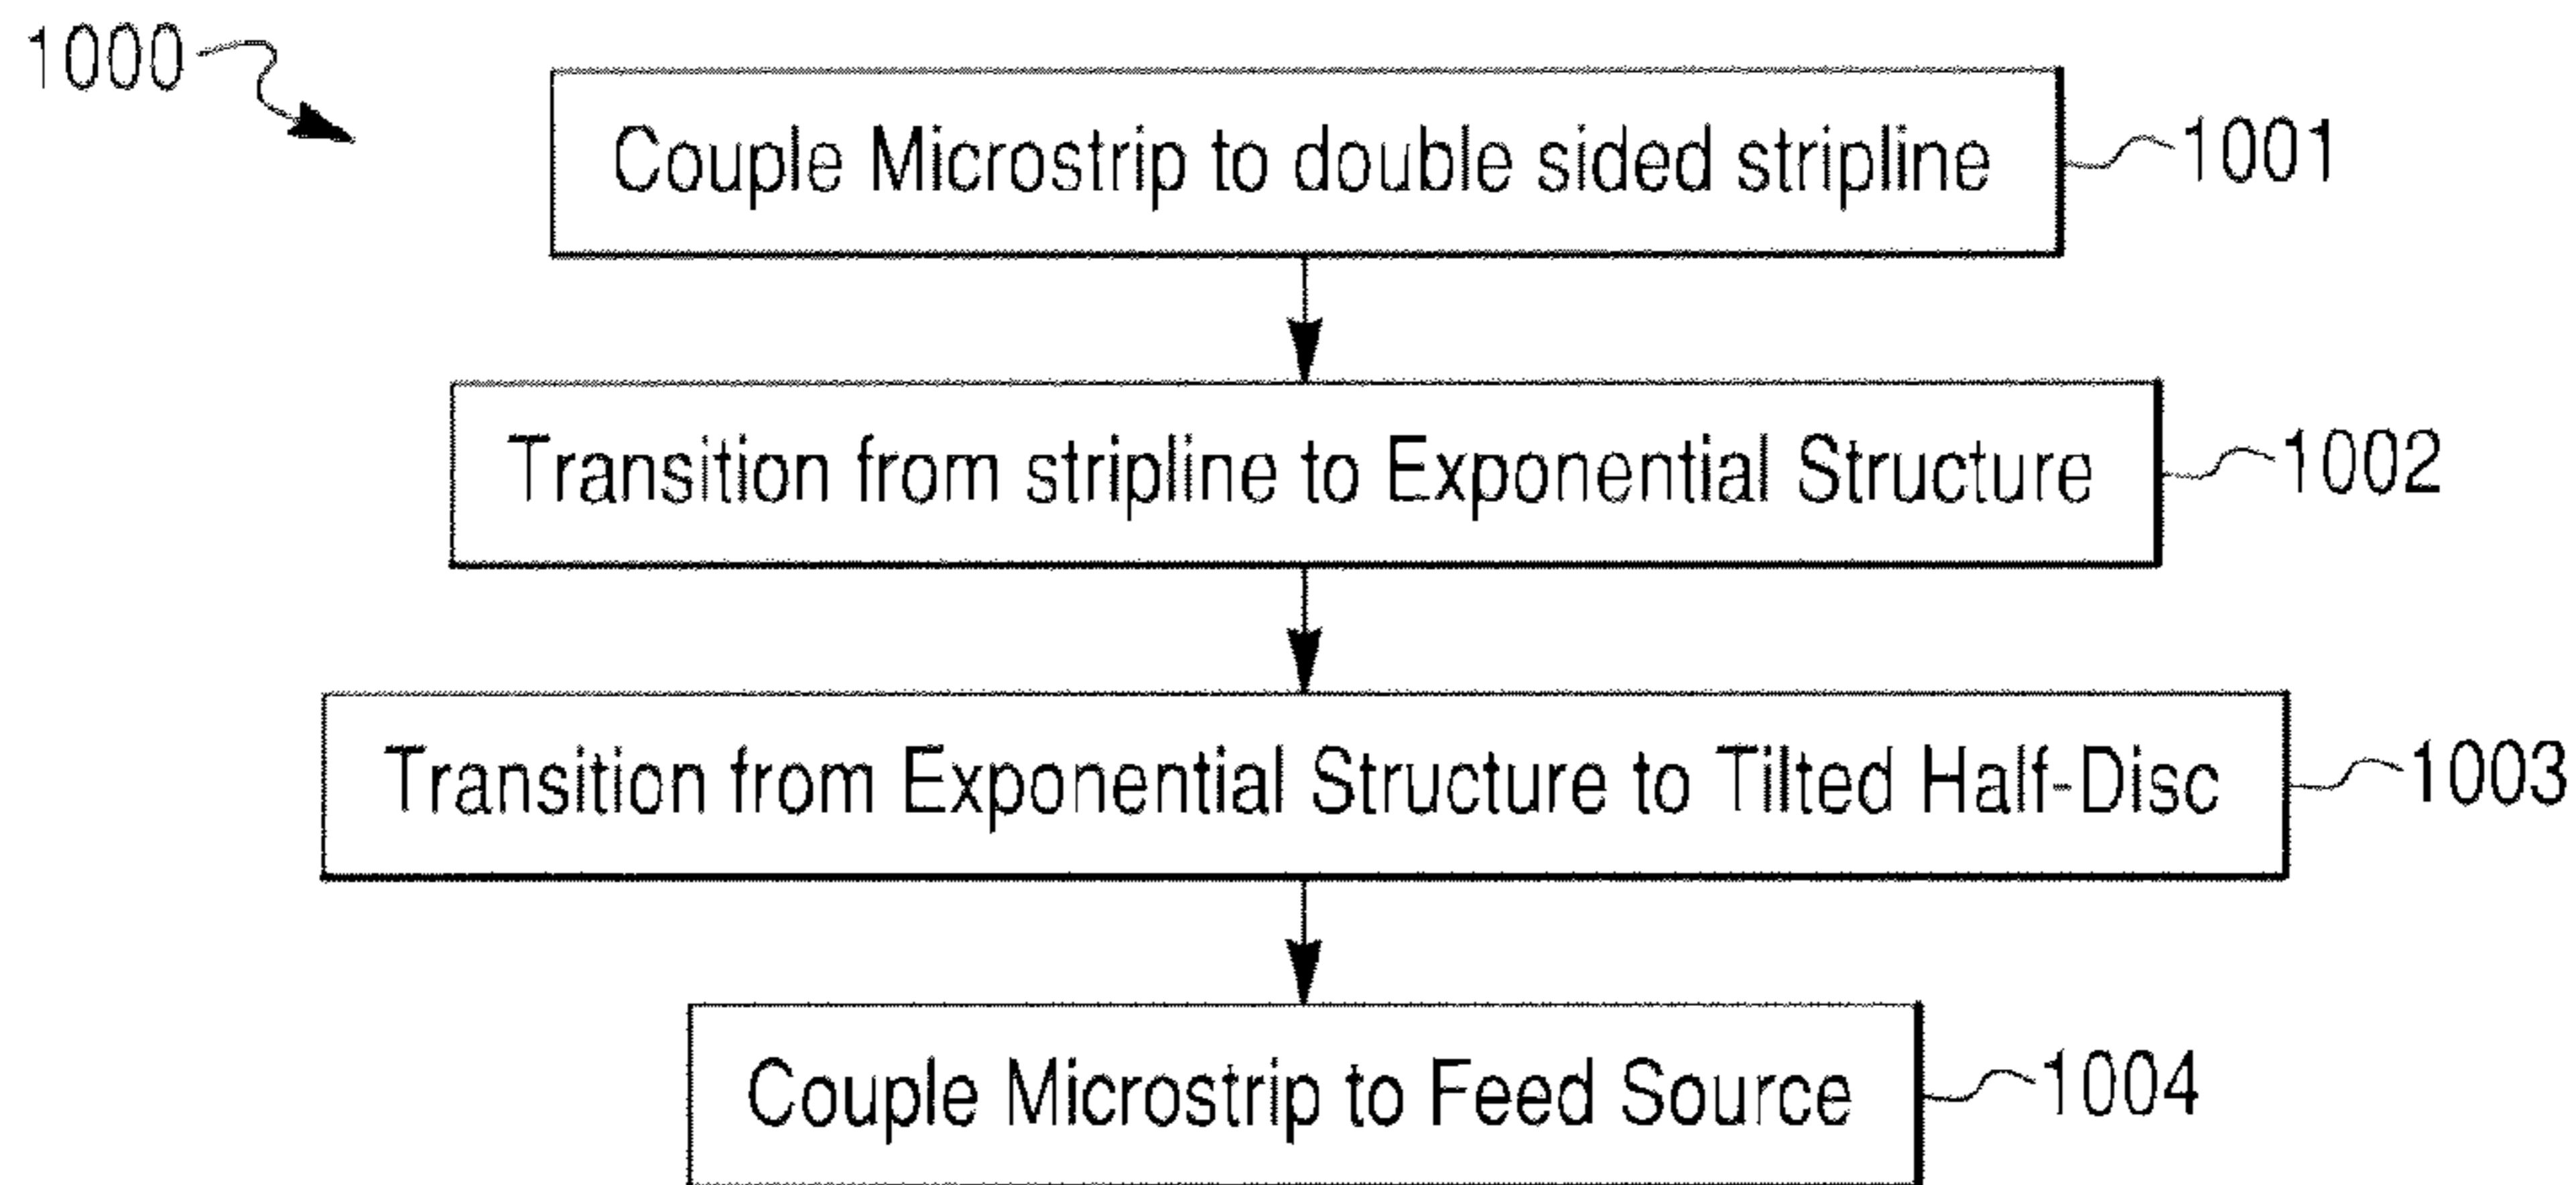 1000
Couple Microstrip to double sided stripline
1001
Transition from stripline to Exponential Structure
1002
Transition from Exponential Structure to Tilted Half-Disc
1003
Couple Microstrip to Feed Source
1004